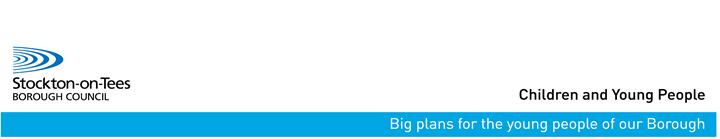 Stockton-on-Tees
BOROUGH COUNCIL
Children and Young People
Big plans for the young people of our Borough